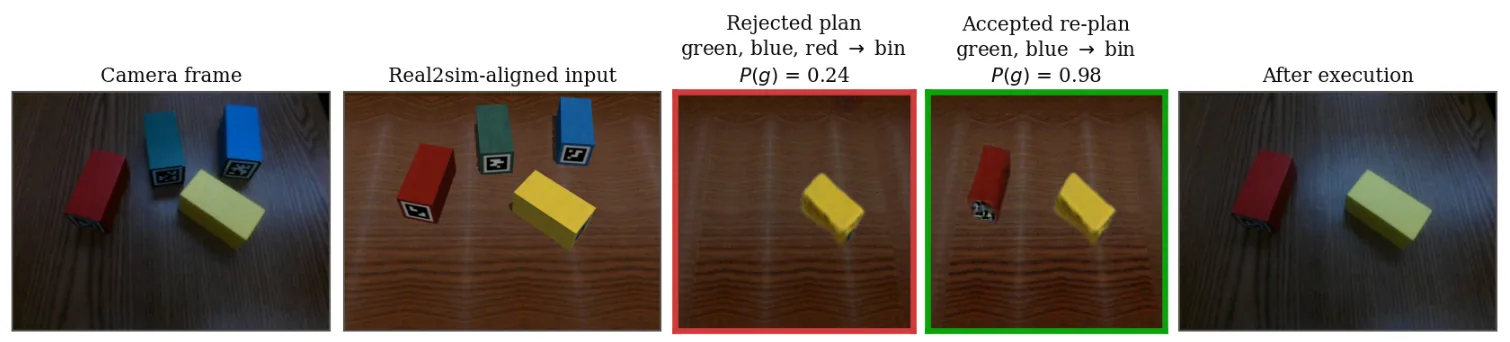 Camera frame
Real2sim-aligned input
Rejected plan
green, blue, red → bin
P(g) = 0.24
Accepted re-plan
green, blue → bin
P(g) = 0.98
After execution